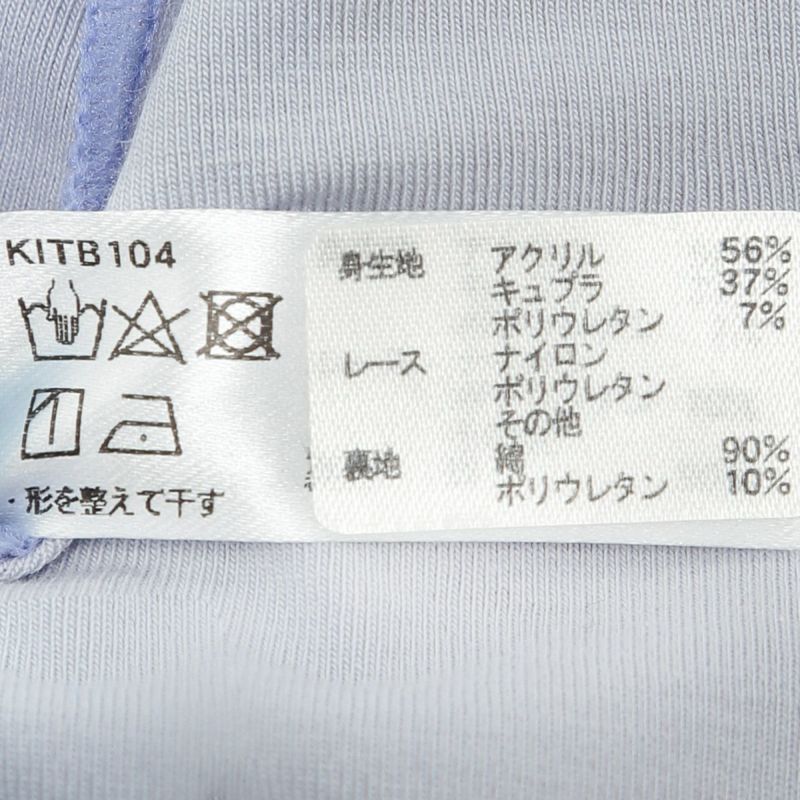 KITB104
・形を整えて干す
身生地 アクリル 56%
キュプラ 37%
ポリウレタン 7%
レース ナイロン
ポリウレタン
その他
裏地 綿 90%
ポリウレタン 10%